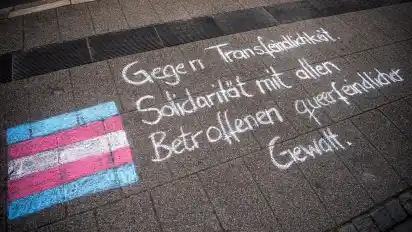 Gegen Transfeindlichkeit.
Solidarität mit allen
Betroffenen queerfeindlicher
Gewalt.